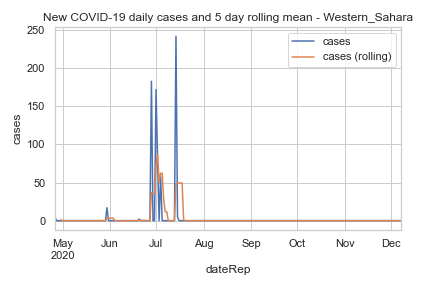 New COVID-19 daily cases and 5 day rolling mean - Western_Sahara
250
200
150
100
50
0
cases
cases
cases (rolling)
May
2020
Jun
Jul
Aug
Sep
Oct
Nov
Dec
dateRep